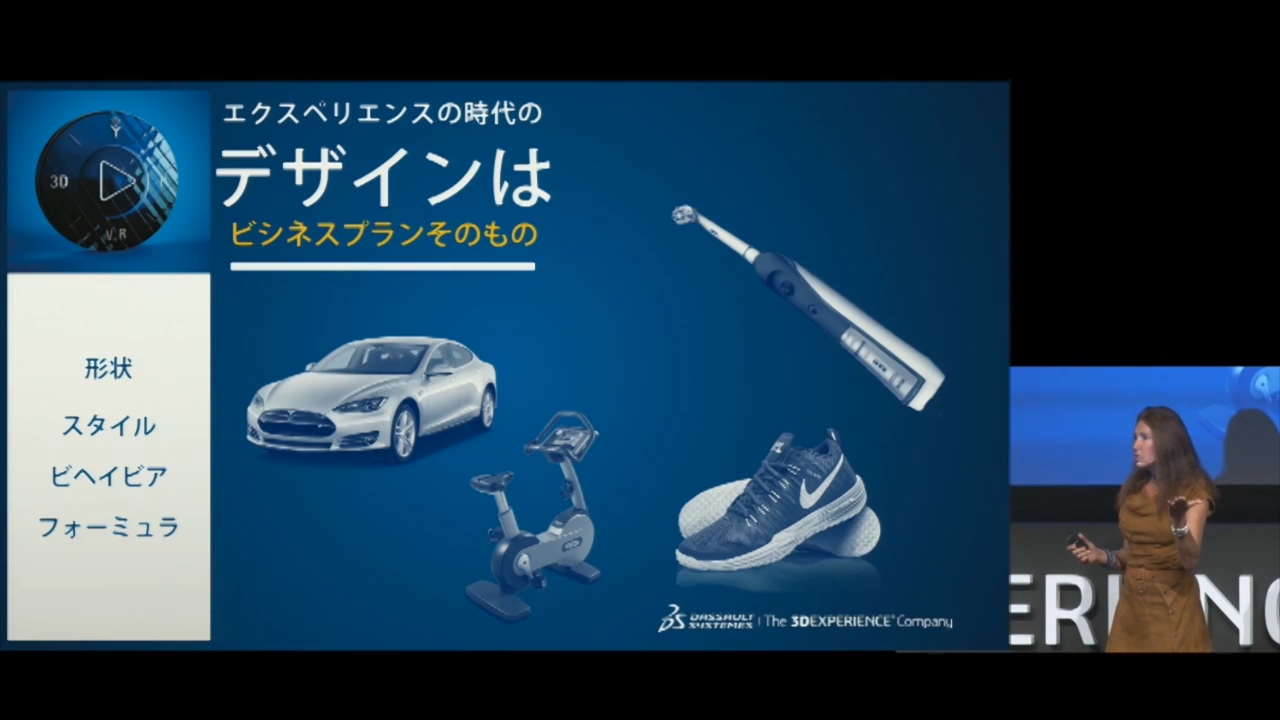 3D
V.R
エクスペリエンスの時代の
デザインは
ビジネスプランそのもの
形状
スタイル
ビヘイビア
フォーミュラ
DASSAULT SYSTEMES | The 3DEXPERIENCE Company